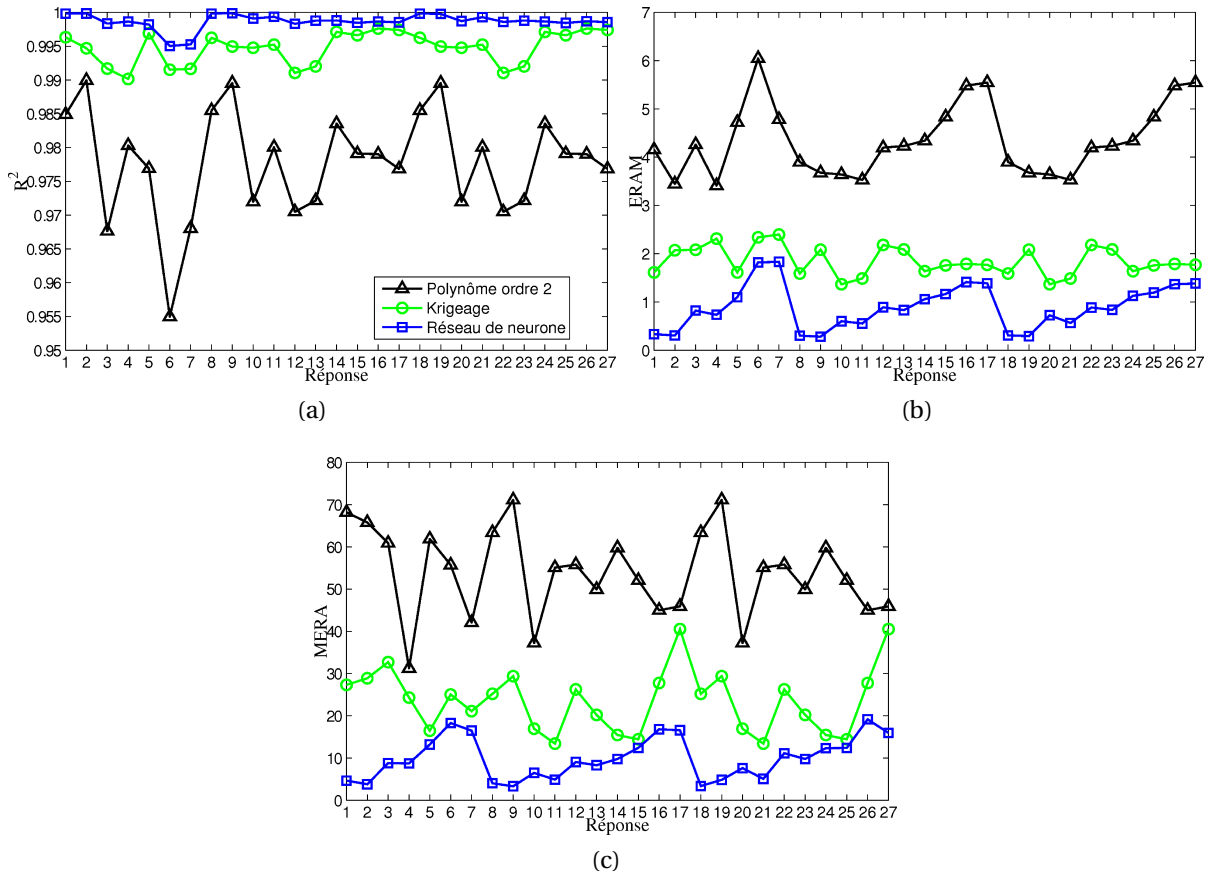 1
0.995
0.99
0.985
0.98
0.975
0.97
0.965
0.96
0.955
0.95
R²
1 2 3 4 5 6 7 8 9 10 11 12 13 14 15 16 17 18 19 20 21 22 23 24 25 26 27
Réponse
Polynôme ordre 2
Krigeage
Réseau de neurone
(a)
7
6
5
4
3
2
1
0
ERAM
1 2 3 4 5 6 7 8 9 10 11 12 13 14 15 16 17 18 19 20 21 22 23 24 25 26 27
Réponse
(b)
80
70
60
50
40
30
20
10
0
MERA
1 2 3 4 5 6 7 8 9 10 11 12 13 14 15 16 17 18 19 20 21 22 23 24 25 26 27
Réponse
(c)